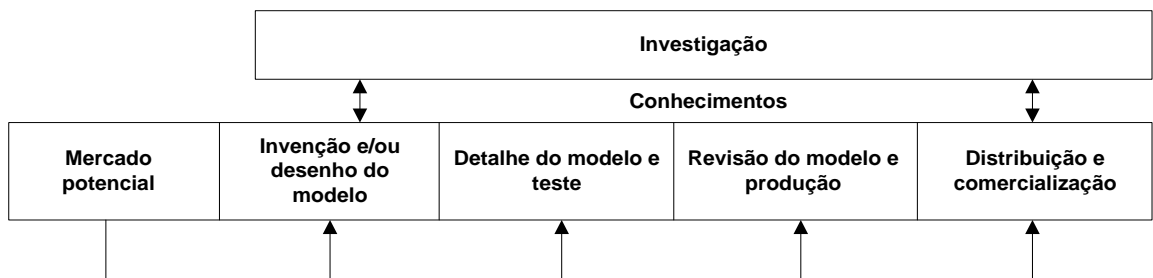 Investigação
Conhecimentos
Mercado
potencial
Invenção e/ou
desenho do
modelo
Detalhe do modelo e
teste
Revisão do modelo e
produção
Distribuição e
comercialização